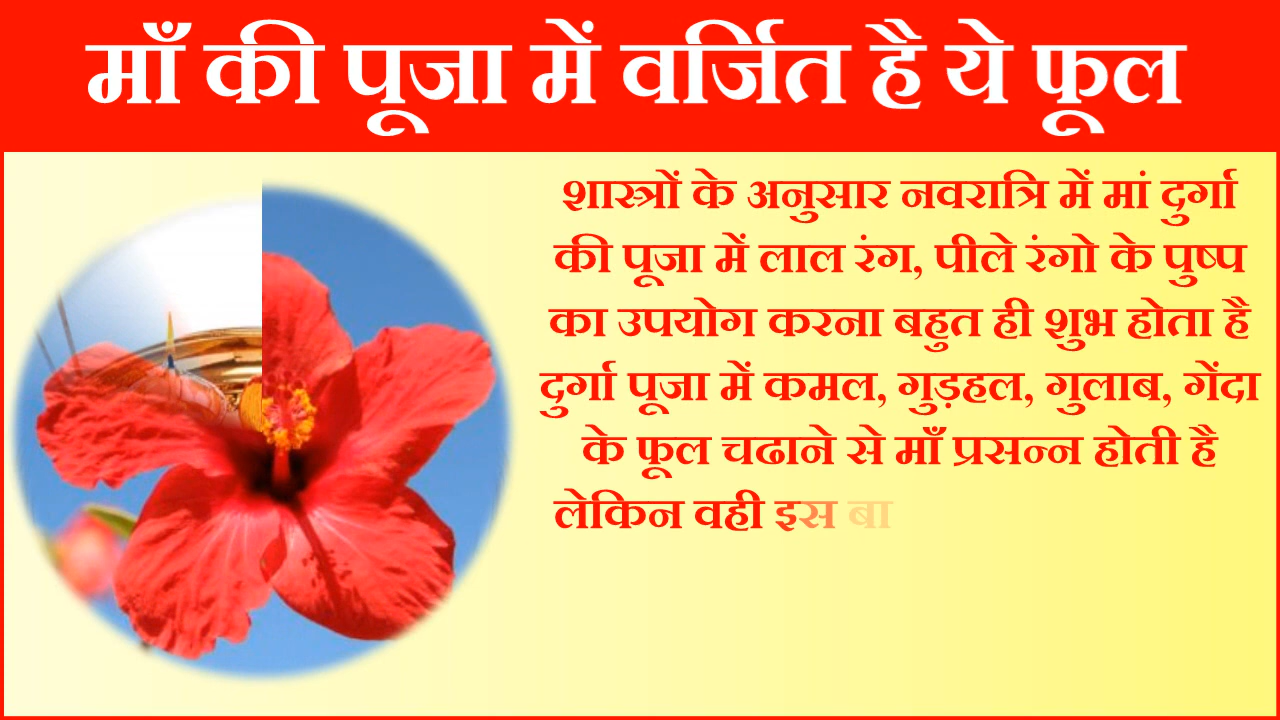 माँ की पूजा में वर्जित है ये फूल
शास्त्रों के अनुसार नवरात्रि में मां दुर्गा
की पूजा में लाल रंग, पीले रंगो के पुष्प
का उपयोग करना बहुत ही शुभ होता है
दुर्गा पूजा में कमल, गुड़हल, गुलाब, गेंदा
के फूल चढाने से माँ प्रसन्न होती है
लेकिन वही इस बा